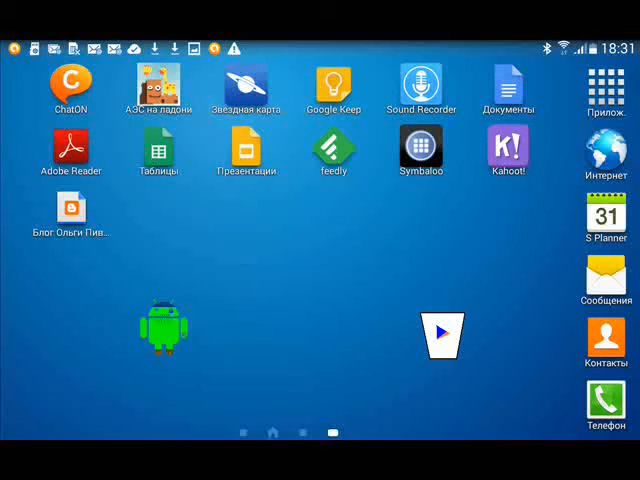 18:31
ChatON
АЭС на ладони
Звёздная карта
Google Keep
Sound Recorder
Документы
Прилож.
Adobe Reader
Таблицы
Презентации
feedly
Symbaloo
k!
Kahoot!
Интернет
Блог Ольги Пив...
31
S Planner
Сообщения
Контакты
Телефон